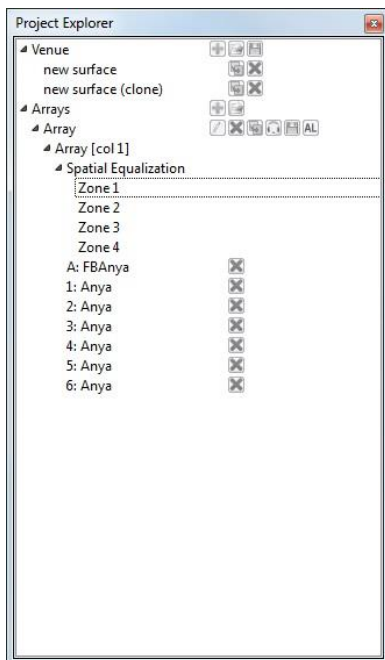 Project Explorer
Venue
new surface
new surface (clone)
Arrays
Array AL
Array [col 1]
Spatial Equalization
Zone 1
Zone 2
Zone 3
Zone 4
A: FBAnya
1: Anya
2: Anya
3: Anya
4: Anya
5: Anya
6: Anya